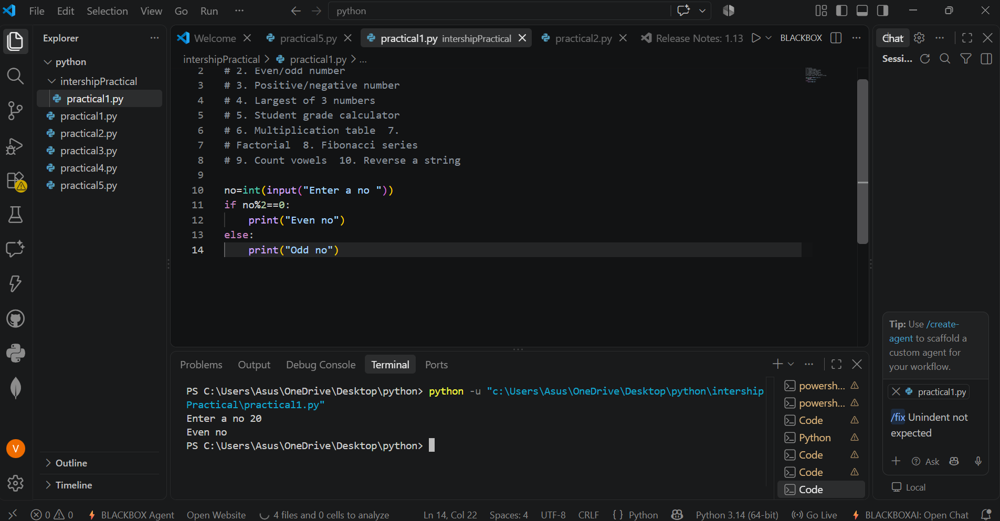 File Edit Selection View Go Run ···
python
Explorer
python
intershipPractical
practical1.py
practical1.py
practical2.py
practical3.py
practical4.py
practical5.py
Outline
Timeline
V
Welcome practical5.py practical1.py intershipPractical practical2.py Release Notes: 1.13 BLACKBOX
intershipPractical > practical1.py > ...
2 # 2. Even/odd number
3 # 3. Positive/negative number
4 # 4. Largest of 3 numbers
5 # 5. Student grade calculator
6 # 6. Multiplication table  7.
7 # Factorial  8. Fibonacci series
8 # 9. Count vowels  10. Reverse a string
9
10 no=int(input("Enter a no "))
11 if no%2==0:
12     print("Even no")
13 else:
14     print("Odd no")
Problems Output Debug Console Terminal Ports
PS C:\Users\Asus\OneDrive\Desktop\python> python -u "c:\Users\Asus\OneDrive\Desktop\python\intership
Practical\practical1.py"
Enter a no 20
Even no
PS C:\Users\Asus\OneDrive\Desktop\python>
powersh...
powersh...
Code
Python
Code
Code
Code
Chat
Sessi...
Tip: Use /create-
agent to scaffold a
custom agent for
your workflow.
practical1.py
/fix Unindent not
expected
Ask
Local
0 0 BLACKBOX Agent Open Website 4 files and 0 cells to analyze Ln 14, Col 22 Spaces: 4 UTF-8 CRLF { } Python Python 3.14 (64-bit) Go Live BLACKBOXAI: Open Chat